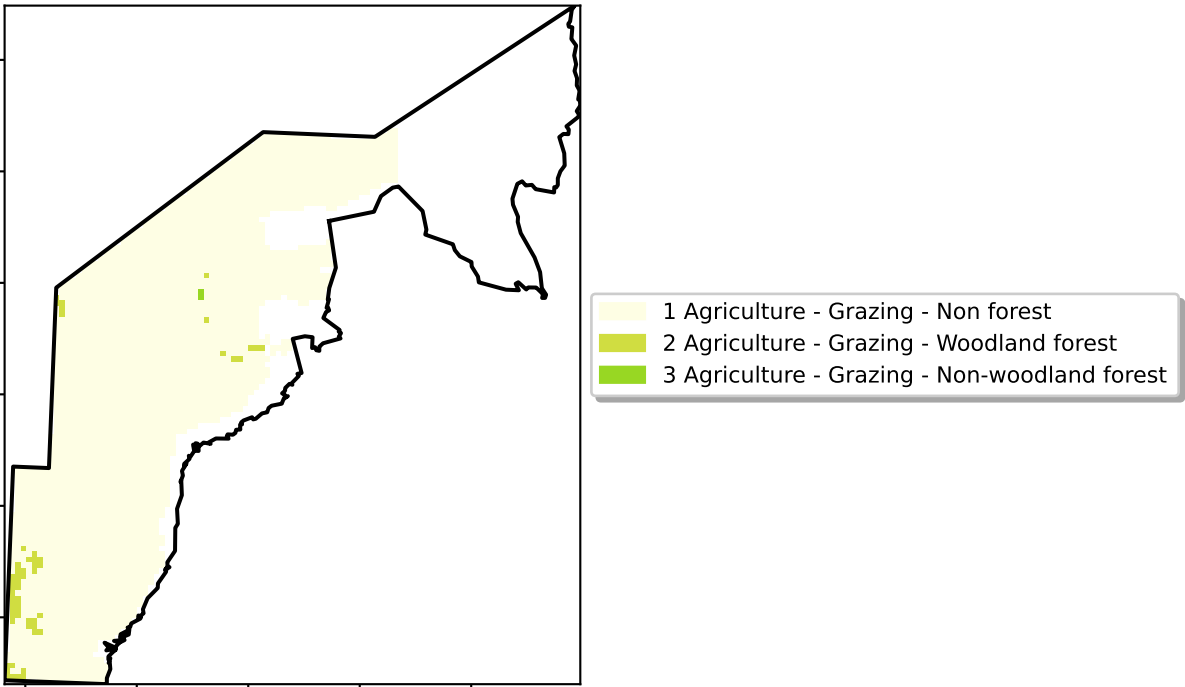 1 Agriculture - Grazing - Non forest
2 Agriculture - Grazing - Woodland forest
3 Agriculture - Grazing - Non-woodland forest